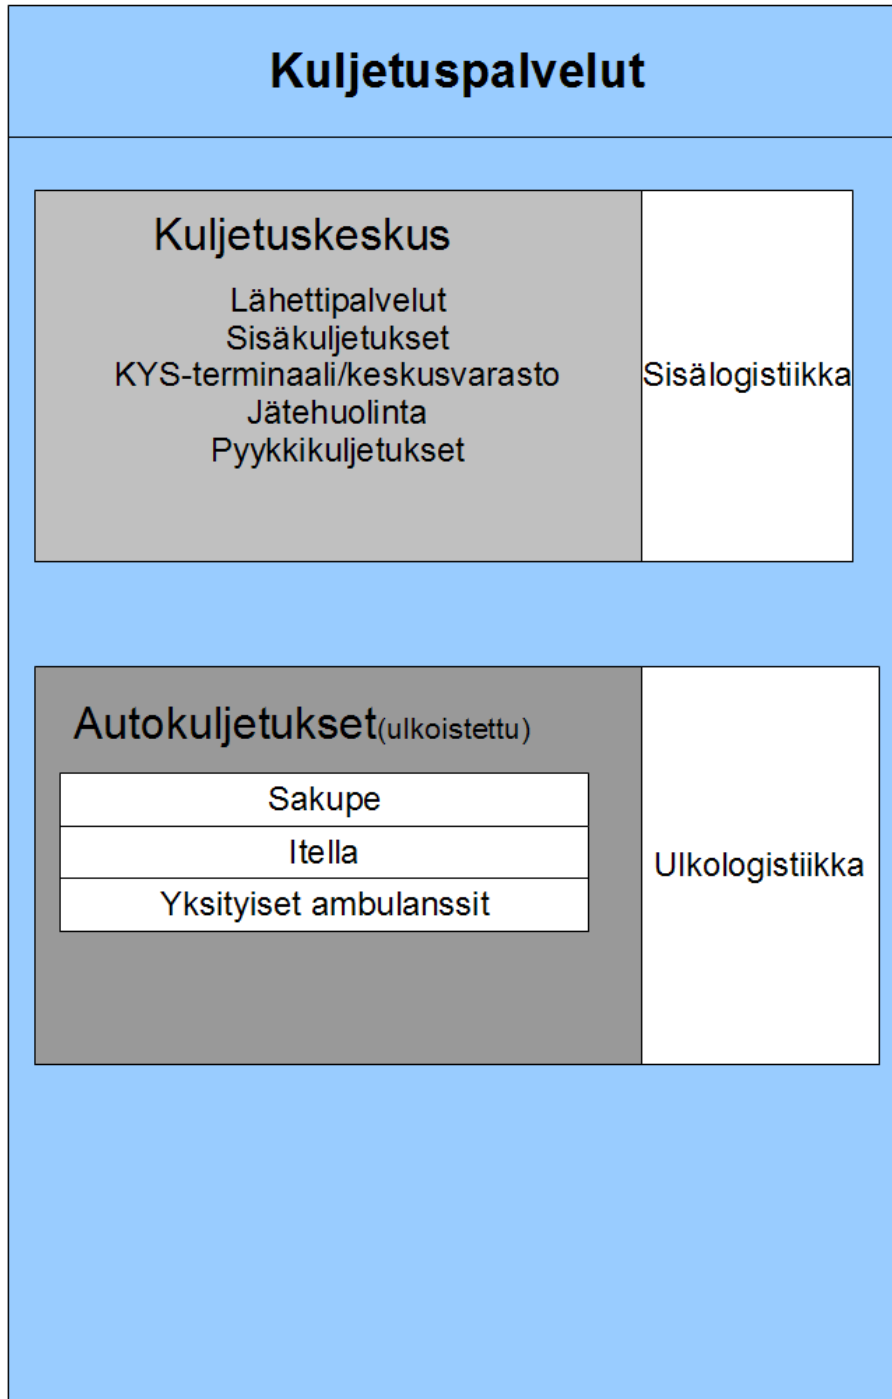 Kuljetuspalvelut
Kuljetuskeskus
Lähettipalvelut
Sisäkuljetukset
KYS-terminaali/keskusvarasto
Jätehuolinta
Pyykkikuljetukset
Sisälogistiikka
Autokuljetukset(ulkoistettu)
Sakupe
Itella
Yksityiset ambulanssit
Ulkologistiikka